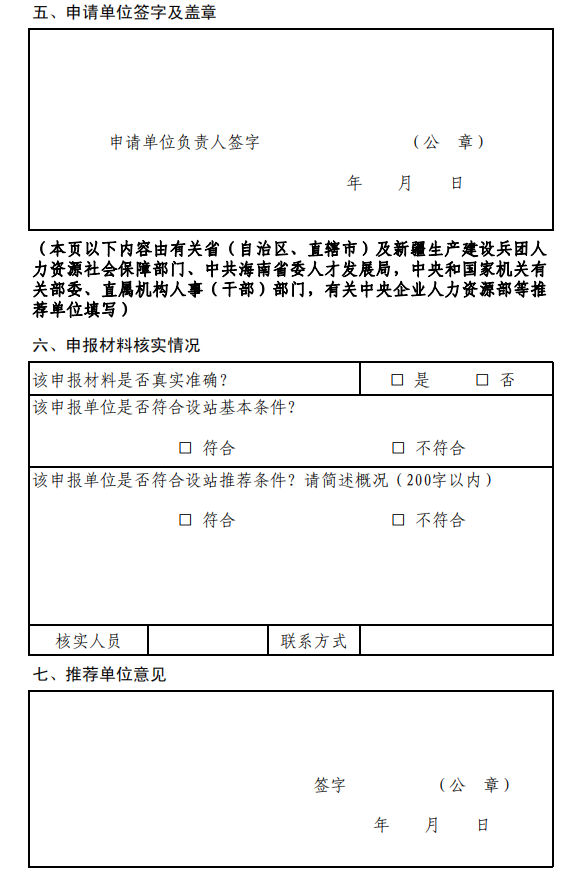 五、申请单位签字及盖章
申请单位负责人签字 （公 章）
年 月 日
（本页以下内容由有关省（自治区、直辖市）及新疆生产建设兵团人
力资源社会保障部门、中共海南省委人才发展局，中央和国家机关有
关部委、直属机构人事（干部）部门，有关中央企业人力资源部等推
荐单位填写）
六、申报材料核实情况
该申报材料是否真实准确？ □ 是 □ 否
该申报单位是否符合设站基本条件？
□ 符合 □ 不符合
该申报单位是否符合设站推荐条件？请简述概况（200字以内）
□ 符合 □ 不符合
核实人员 联系方式
七、推荐单位意见
签字 （公 章）
年 月 日